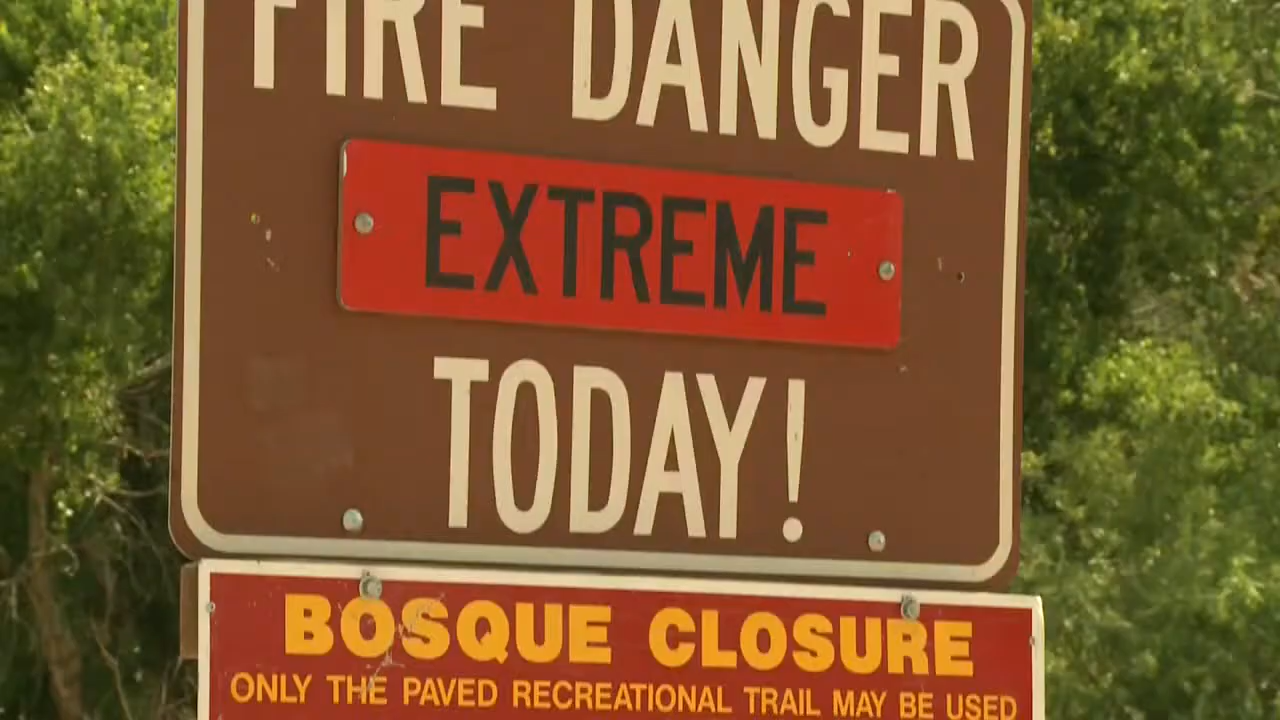 FIRE DANGER
EXTREME
TODAY!
BOSQUE CLOSURE
ONLY THE PAVED RECREATIONAL TRAIL MAY BE USED